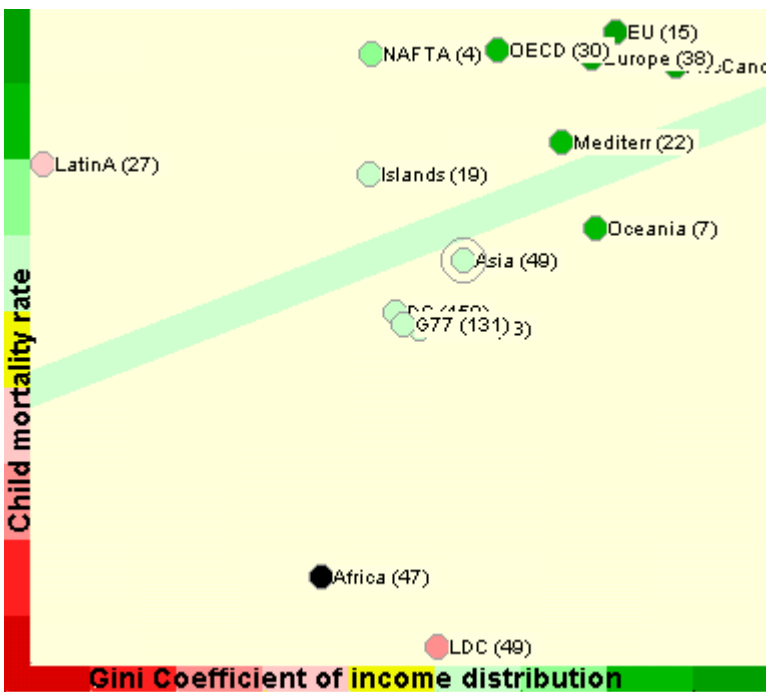 EU (15)
NAFTA (4)
OECD (30)
Europe (38)
Mediterr (22)
LatinA (27)
Islands (19)
Oceania (7)
Asia (49)
G77 (131)
Africa (47)
LDC (49)
Child mortality rate
Gini Coefficient of income distribution